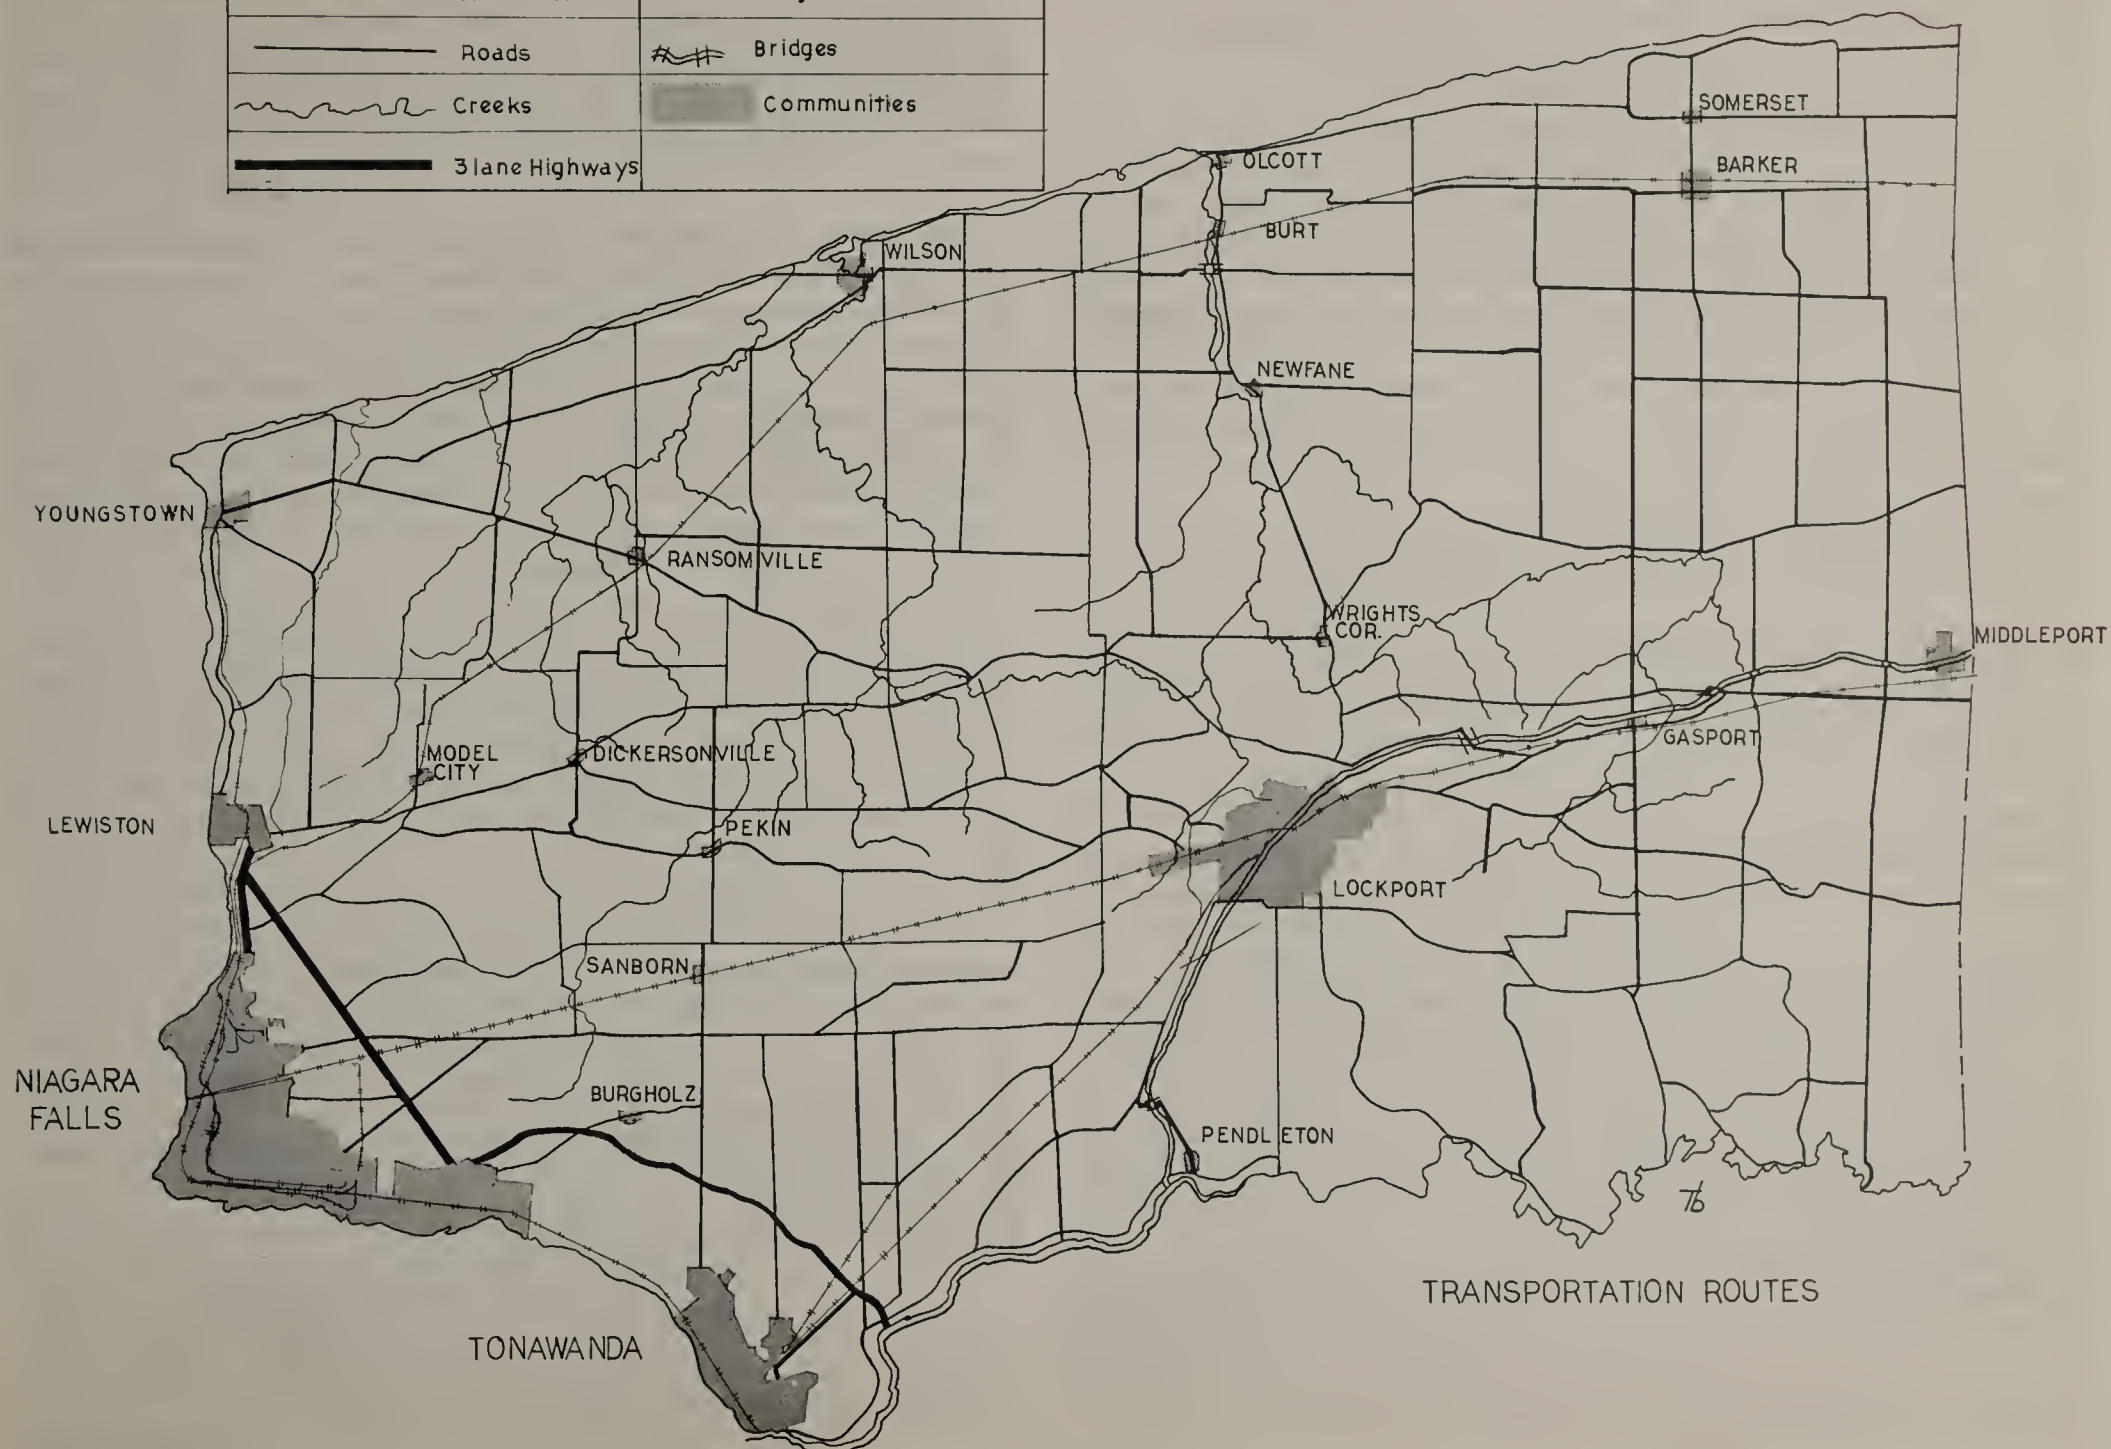 Roads
Bridges
Creeks
Communities
3 lane Highways
SOMERSET
OLCOTT
BARKER
BURT
WILSON
NEWFANE
YOUNGSTOWN
RANSOMVILLE
WRIGHTS
COR.
MIDDLEPORT
MODEL
CITY
DICKERSONVILLE
GASPORT
LEWISTON
PEKIN
LOCKPORT
SANBORN
NIAGARA
FALLS
BURGHOLZ
PENDLETON
TRANSPORTATION ROUTES
TONAWANDA